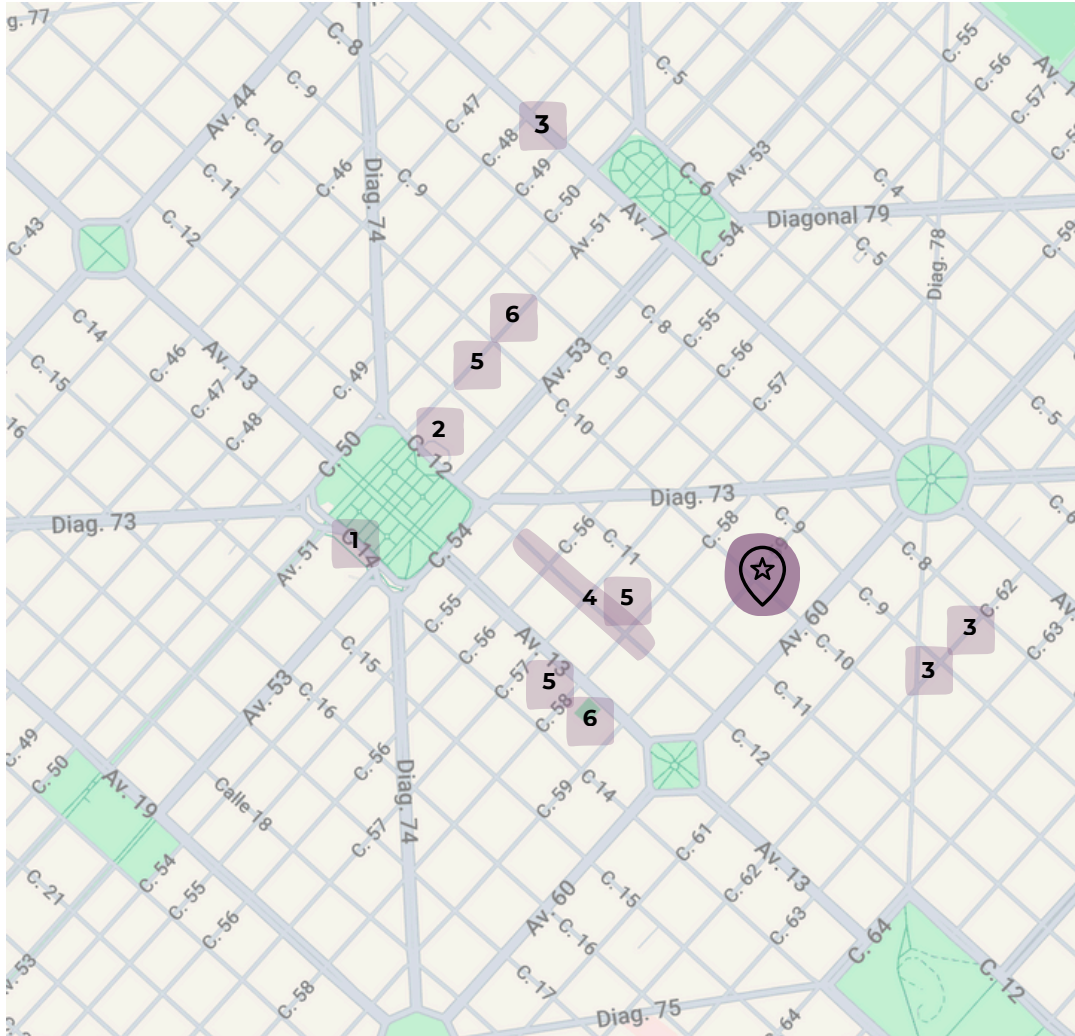 g. 77
C. 8
Diag. 74
C. 5
C. 55
C. 56
C. 57
Av. 44
C. 9
C. 10
C. 47
C. 48
3
C. 49
C. 46
C. 11
C. 9
C. 50
C. 6
Av. 53
C. 4
C. 43
C. 12
Av. 51
Av. 7
C. 54
Diagonal 79
C. 5
Diag. 78
C. 59
C. 14
6
C. 8
C. 55
C. 56
Av. 13
C. 46
C. 15
C. 47
C. 48
C. 49
5
Av. 53
C. 9
C. 57
C. 10
C. 5
16
2
C. 50
C. 12
Diag. 73
Diag. 73
C. 9
C. 58
C. 6
1
C. 14
C. 54
Av. 51
C. 56
C. 11
C. 8
4
5
C. 9
C. 62
C. 63
3
3
Av. 60
C. 10
C. 55
C. 56
Av. 13
C. 57
5
C. 58
6
C. 15
C. 16
Av. 53
C. 11
C. 12
C. 49
C. 50
Av. 19
Calle 18
C. 56
Diag. 74
C. 59
C. 14
C. 57
C. 61
C. 62
Av. 13
C. 63
C. 64
C. 12
C. 21
C. 54
C. 55
C. 56
C. 15
Av. 60
C. 16
C. 17
C. 58
Diag. 75
C. 64